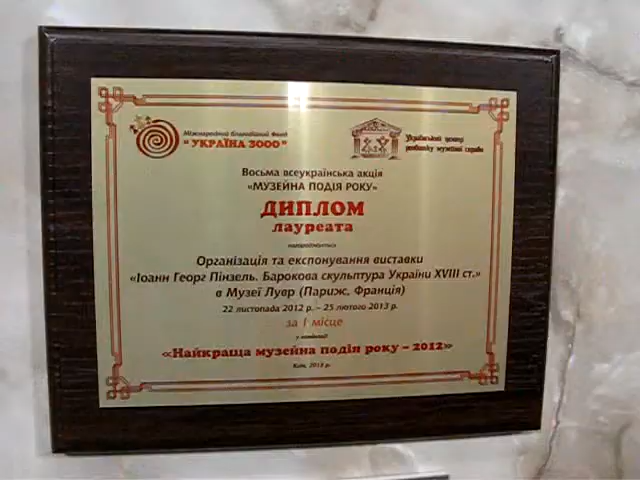 Міжнародний благодійний Фонд
"УКРАЇНА 3000"
Український центр
розвитку музейної справи
Восьма всеукраїнська акція
«МУЗЕЙНА ПОДІЯ РОКУ»
ДИПЛОМ
лауреата
нагороджується
Організація та експонування виставки
«Іоанн Георг Пінзель. Барокова скульптура України XVIII ст.»
в Музеї Лувр (Париж, Франція)
22 листопада 2012 р. – 25 лютого 2013 р.
за І місце
у номінації
«Найкраща музейна подія року – 2012»
Київ, 2013 р.